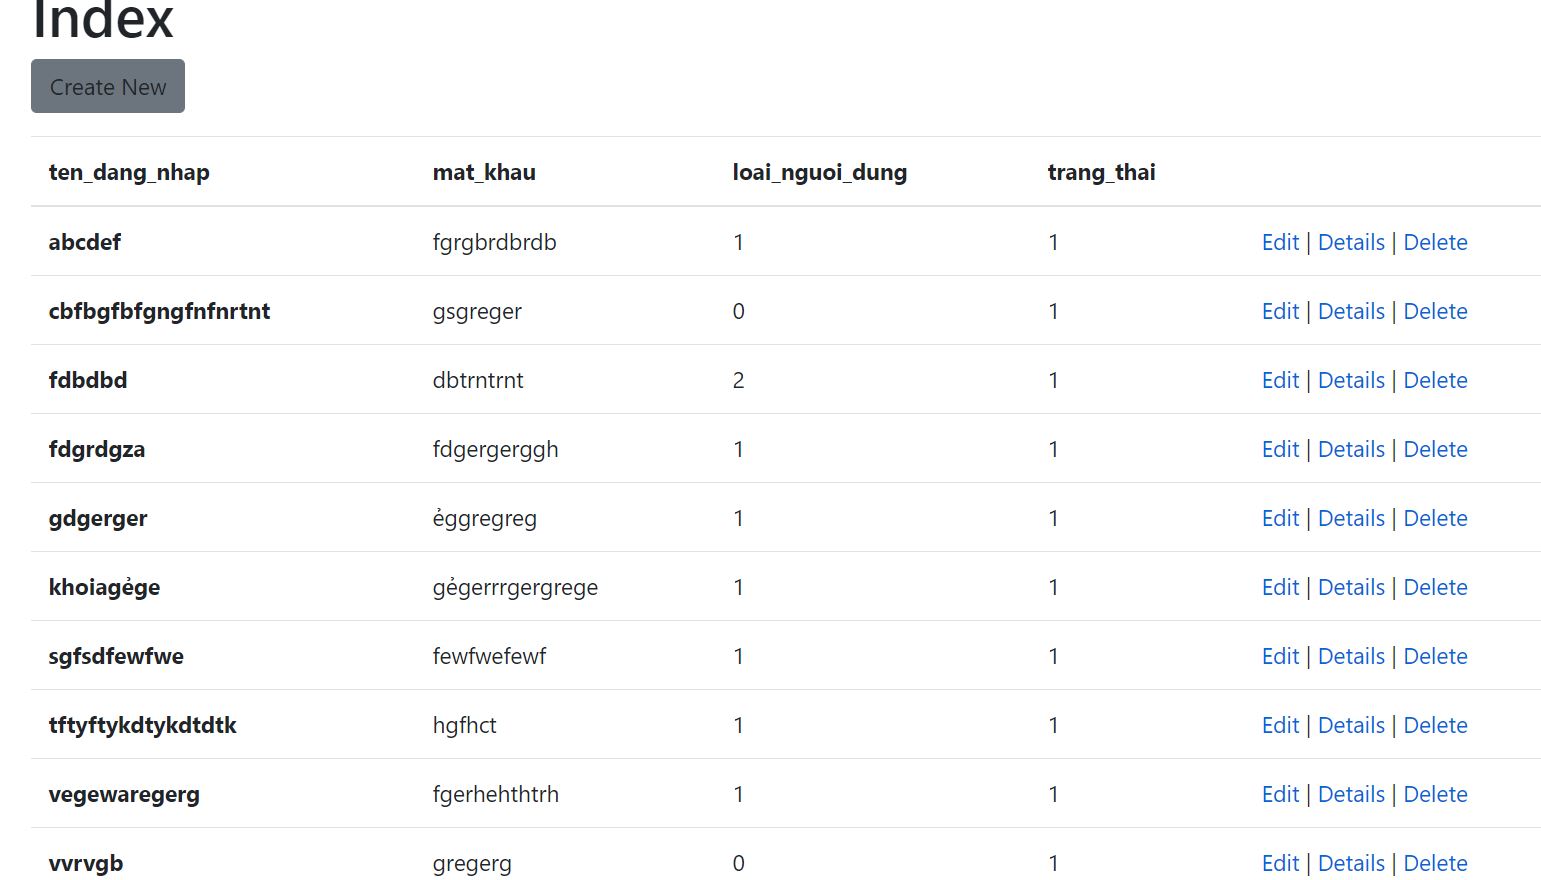 Index
Create New
ten_dang_nhap mat_khau loai_nguoi_dung trang_thai
abcdef fgrgbrdbrdb 1 1 Edit | Details | Delete
cbfbgfbfgngfnfnrtnt gsgreger 0 1 Edit | Details | Delete
fdbdbd dbtrntrnt 2 1 Edit | Details | Delete
fdgrdgza fdgergerggh 1 1 Edit | Details | Delete
gdgerger ẻggregreg 1 1 Edit | Details | Delete
khoiagẻge gẻgerrrgergrege 1 1 Edit | Details | Delete
sgfsdfewfwe fewfwefewf 1 1 Edit | Details | Delete
tftyftykdtykdtdtk hgfhct 1 1 Edit | Details | Delete
vegewaregerg fgerhehthtrh 1 1 Edit | Details | Delete
vvrvgb gregerg 0 1 Edit | Details | Delete